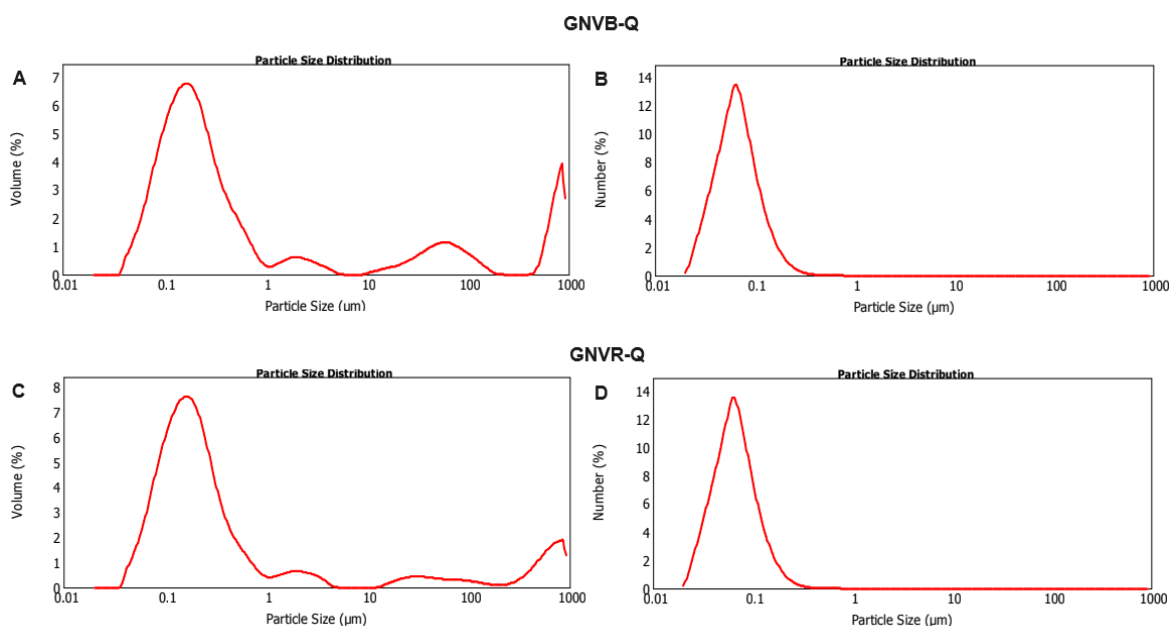 GNVB-Q
A
Particle Size Distribution
Volume (%)
7
6
5
4
3
2
1
0
0.01 0.1 1 10 100 1000
Particle Size (µm)
B
Particle Size Distribution
Number (%)
14
12
10
8
6
4
2
0
0.01 0.1 1 10 100 1000
Particle Size (µm)
GNVR-Q
C
Particle Size Distribution
Volume (%)
8
7
6
5
4
3
2
1
0
0.01 0.1 1 10 100 1000
Particle Size (µm)
D
Particle Size Distribution
Number (%)
14
12
10
8
6
4
2
0
0.01 0.1 1 10 100 1000
Particle Size (µm)